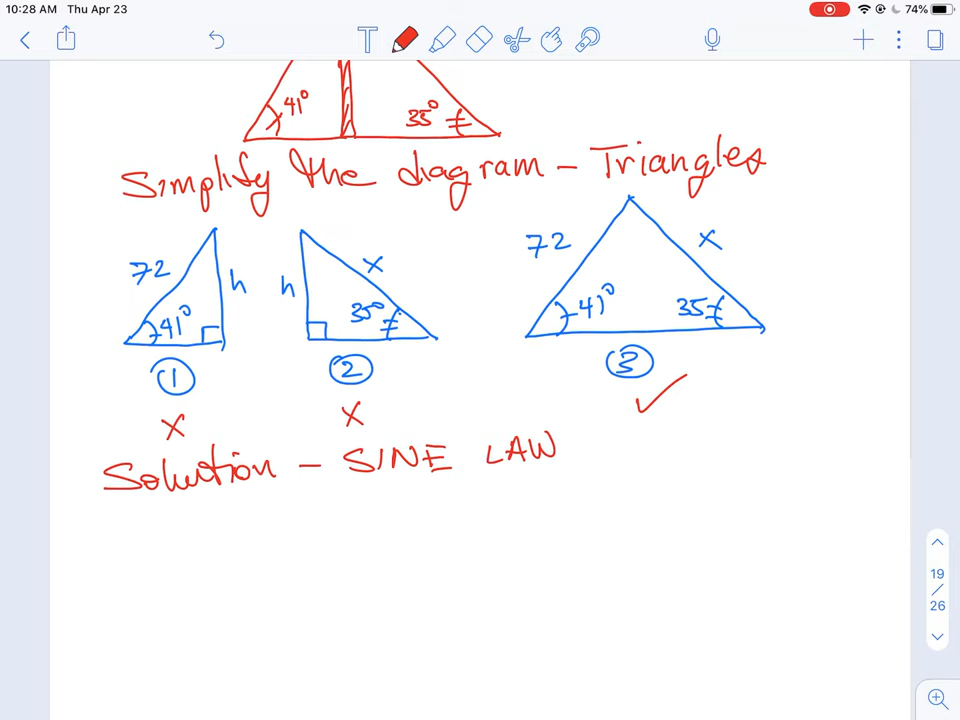 10:28 AM Thu Apr 23
74%
41° 35°
Simplify the diagram - Triangles
72 h 41°
h x 35°
72 x 41° 35
1 2 3
x x
Solution - SINE LAW
19
/
26